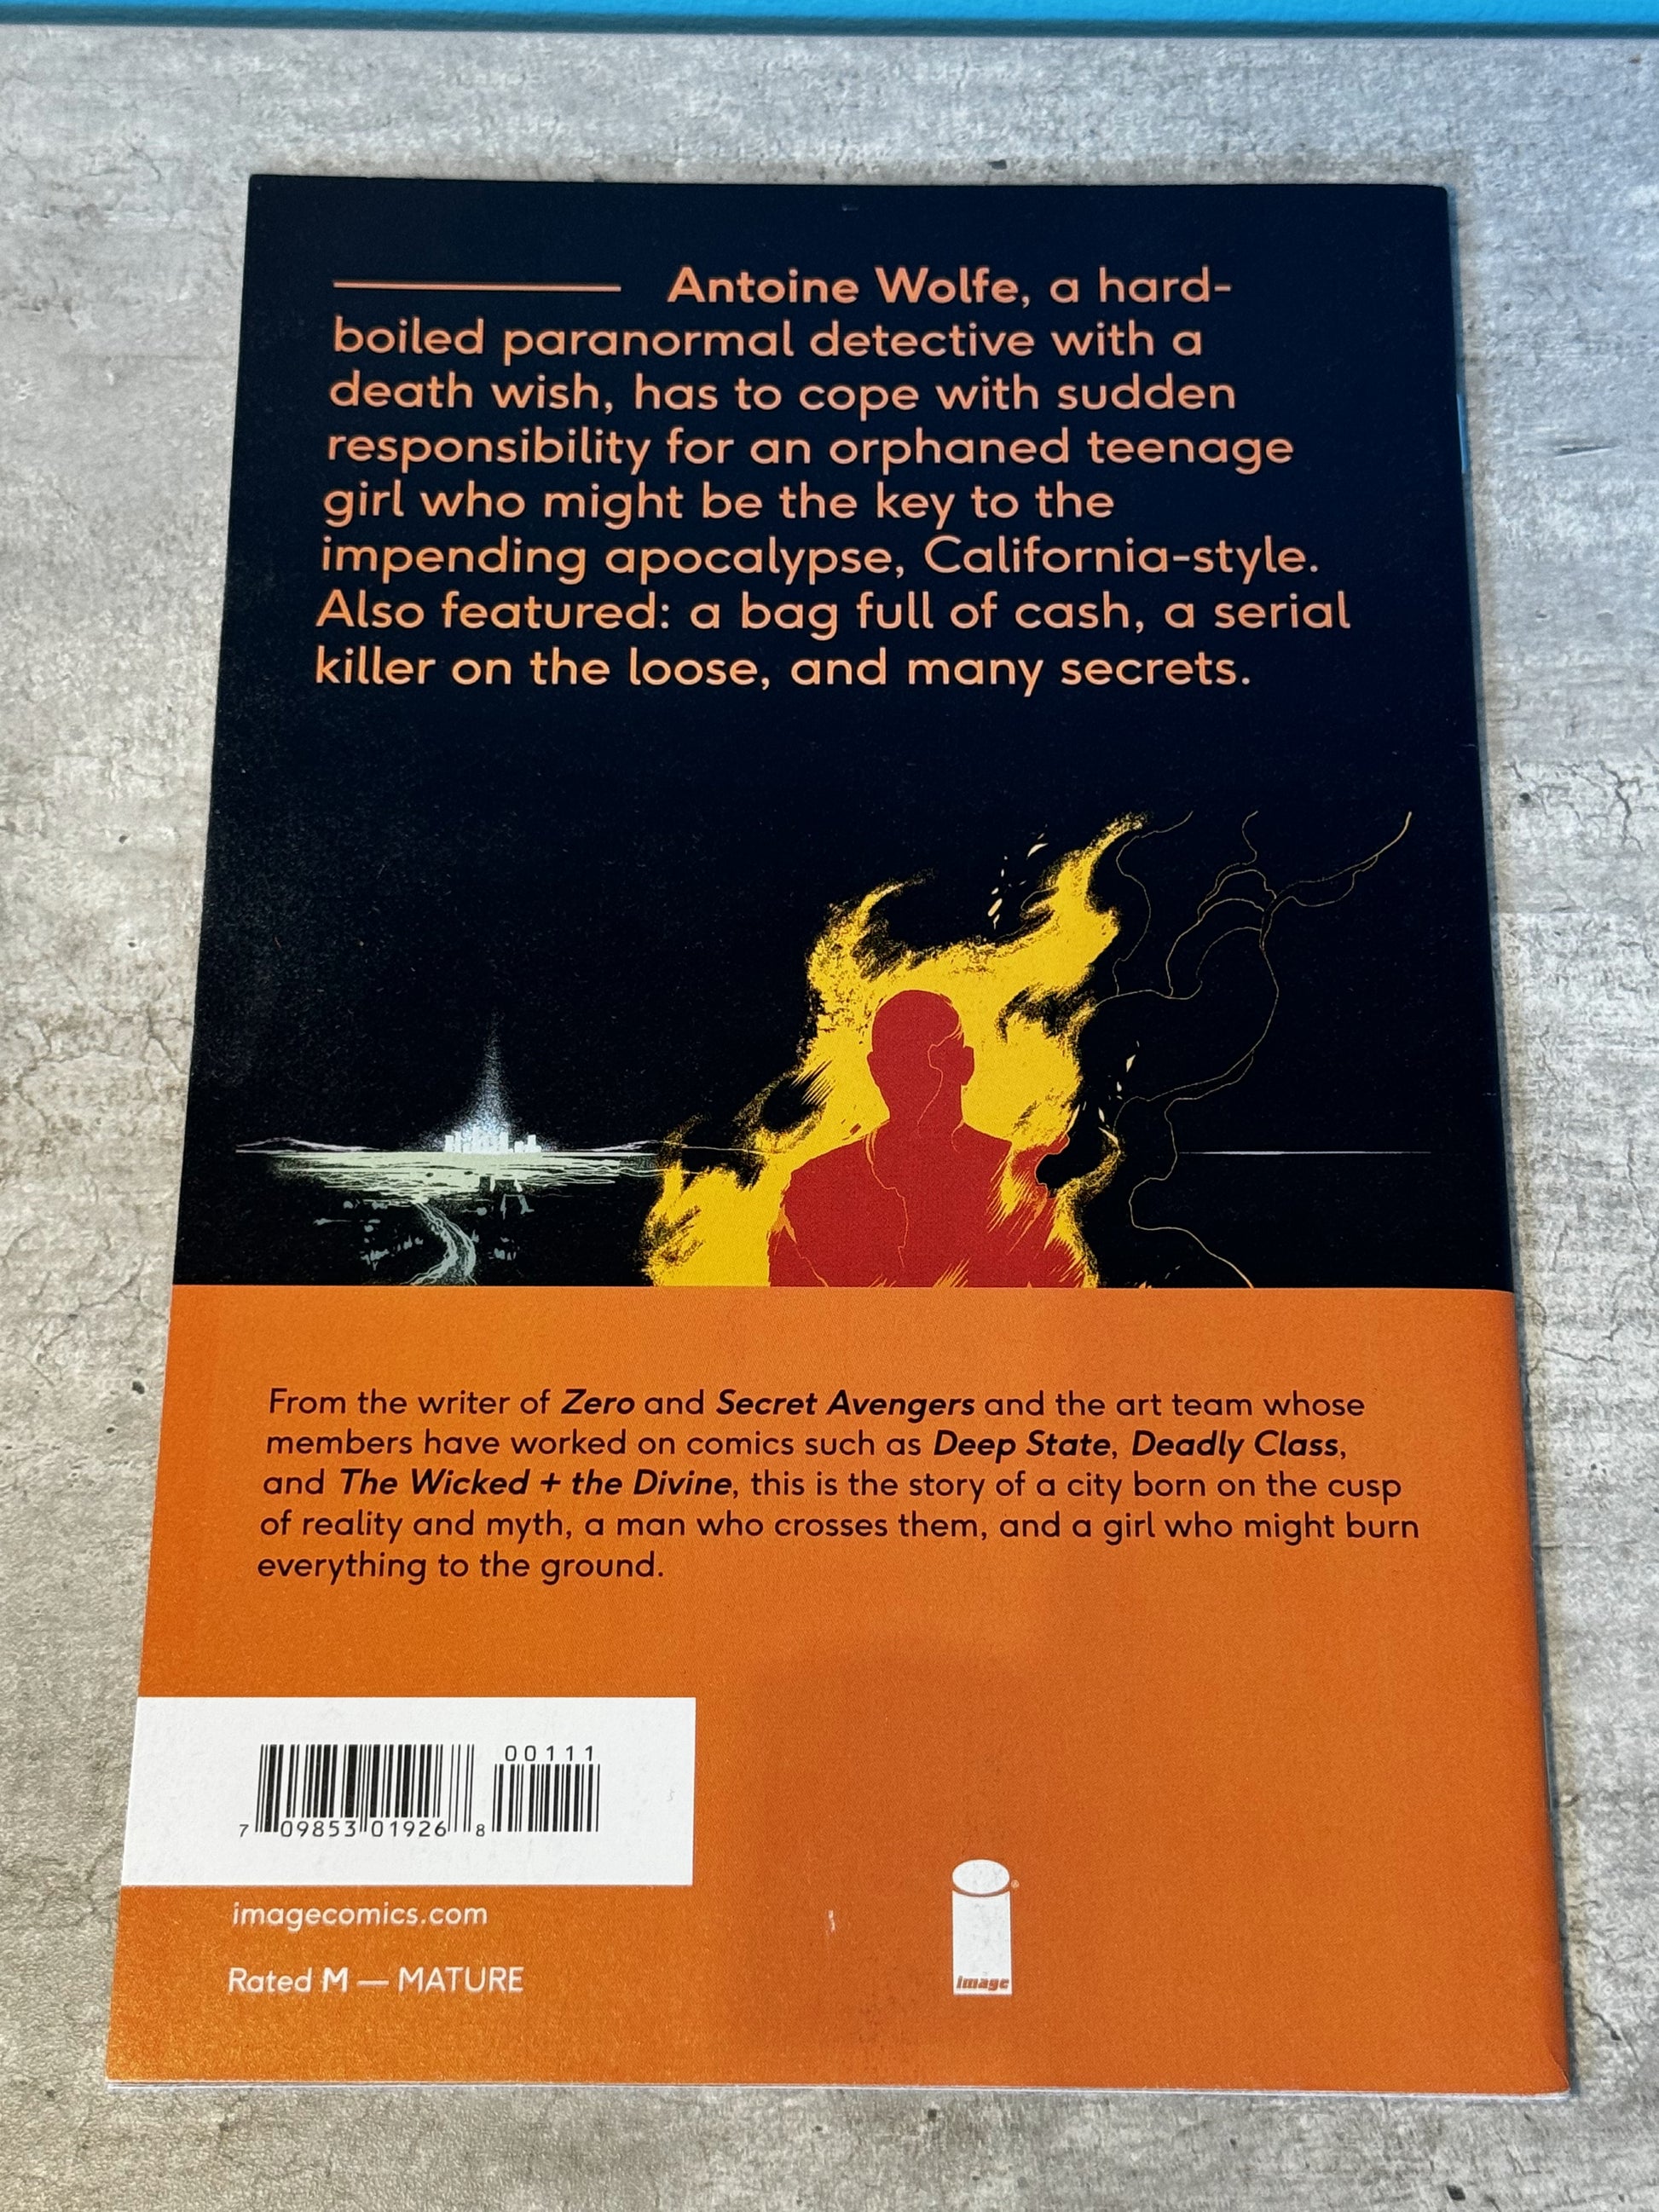 Antoine Wolfe, a hard-
boiled paranormal detective with a
death wish, has to cope with sudden
responsibility for an orphaned teenage
girl who might be the key to the
impending apocalypse, California-style.
Also featured: a bag full of cash, a serial
killer on the loose, and many secrets.
From the writer of Zero and Secret Avengers and the art team whose
members have worked on comics such as Deep State, Deadly Class,
and The Wicked + the Divine, this is the story of a city born on the cusp
of reality and myth, a man who crosses them, and a girl who might burn
everything to the ground.
00111
7 09853 01926 8
imagecomics.com
Rated M — MATURE
®
image